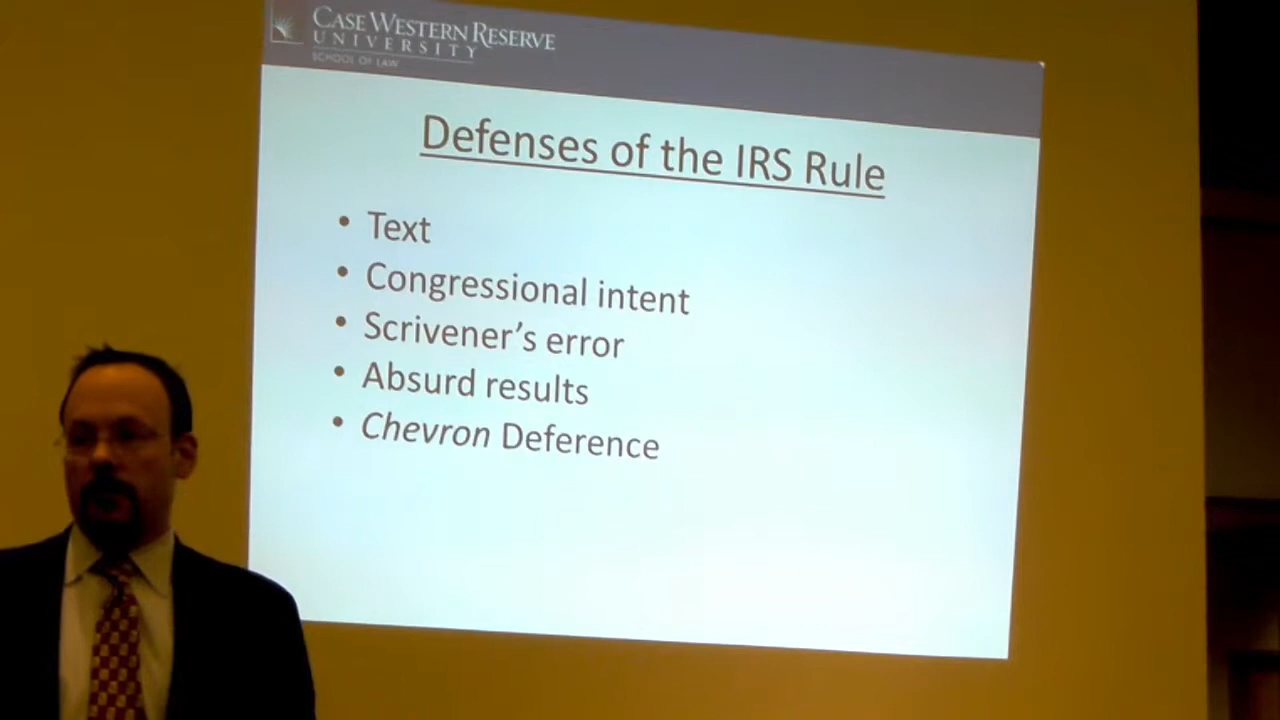 CASE WESTERN RESERVE
UNIVERSITY
SCHOOL OF LAW
Defenses of the IRS Rule
• Text
• Congressional intent
• Scrivener's error
• Absurd results
• Chevron Deference